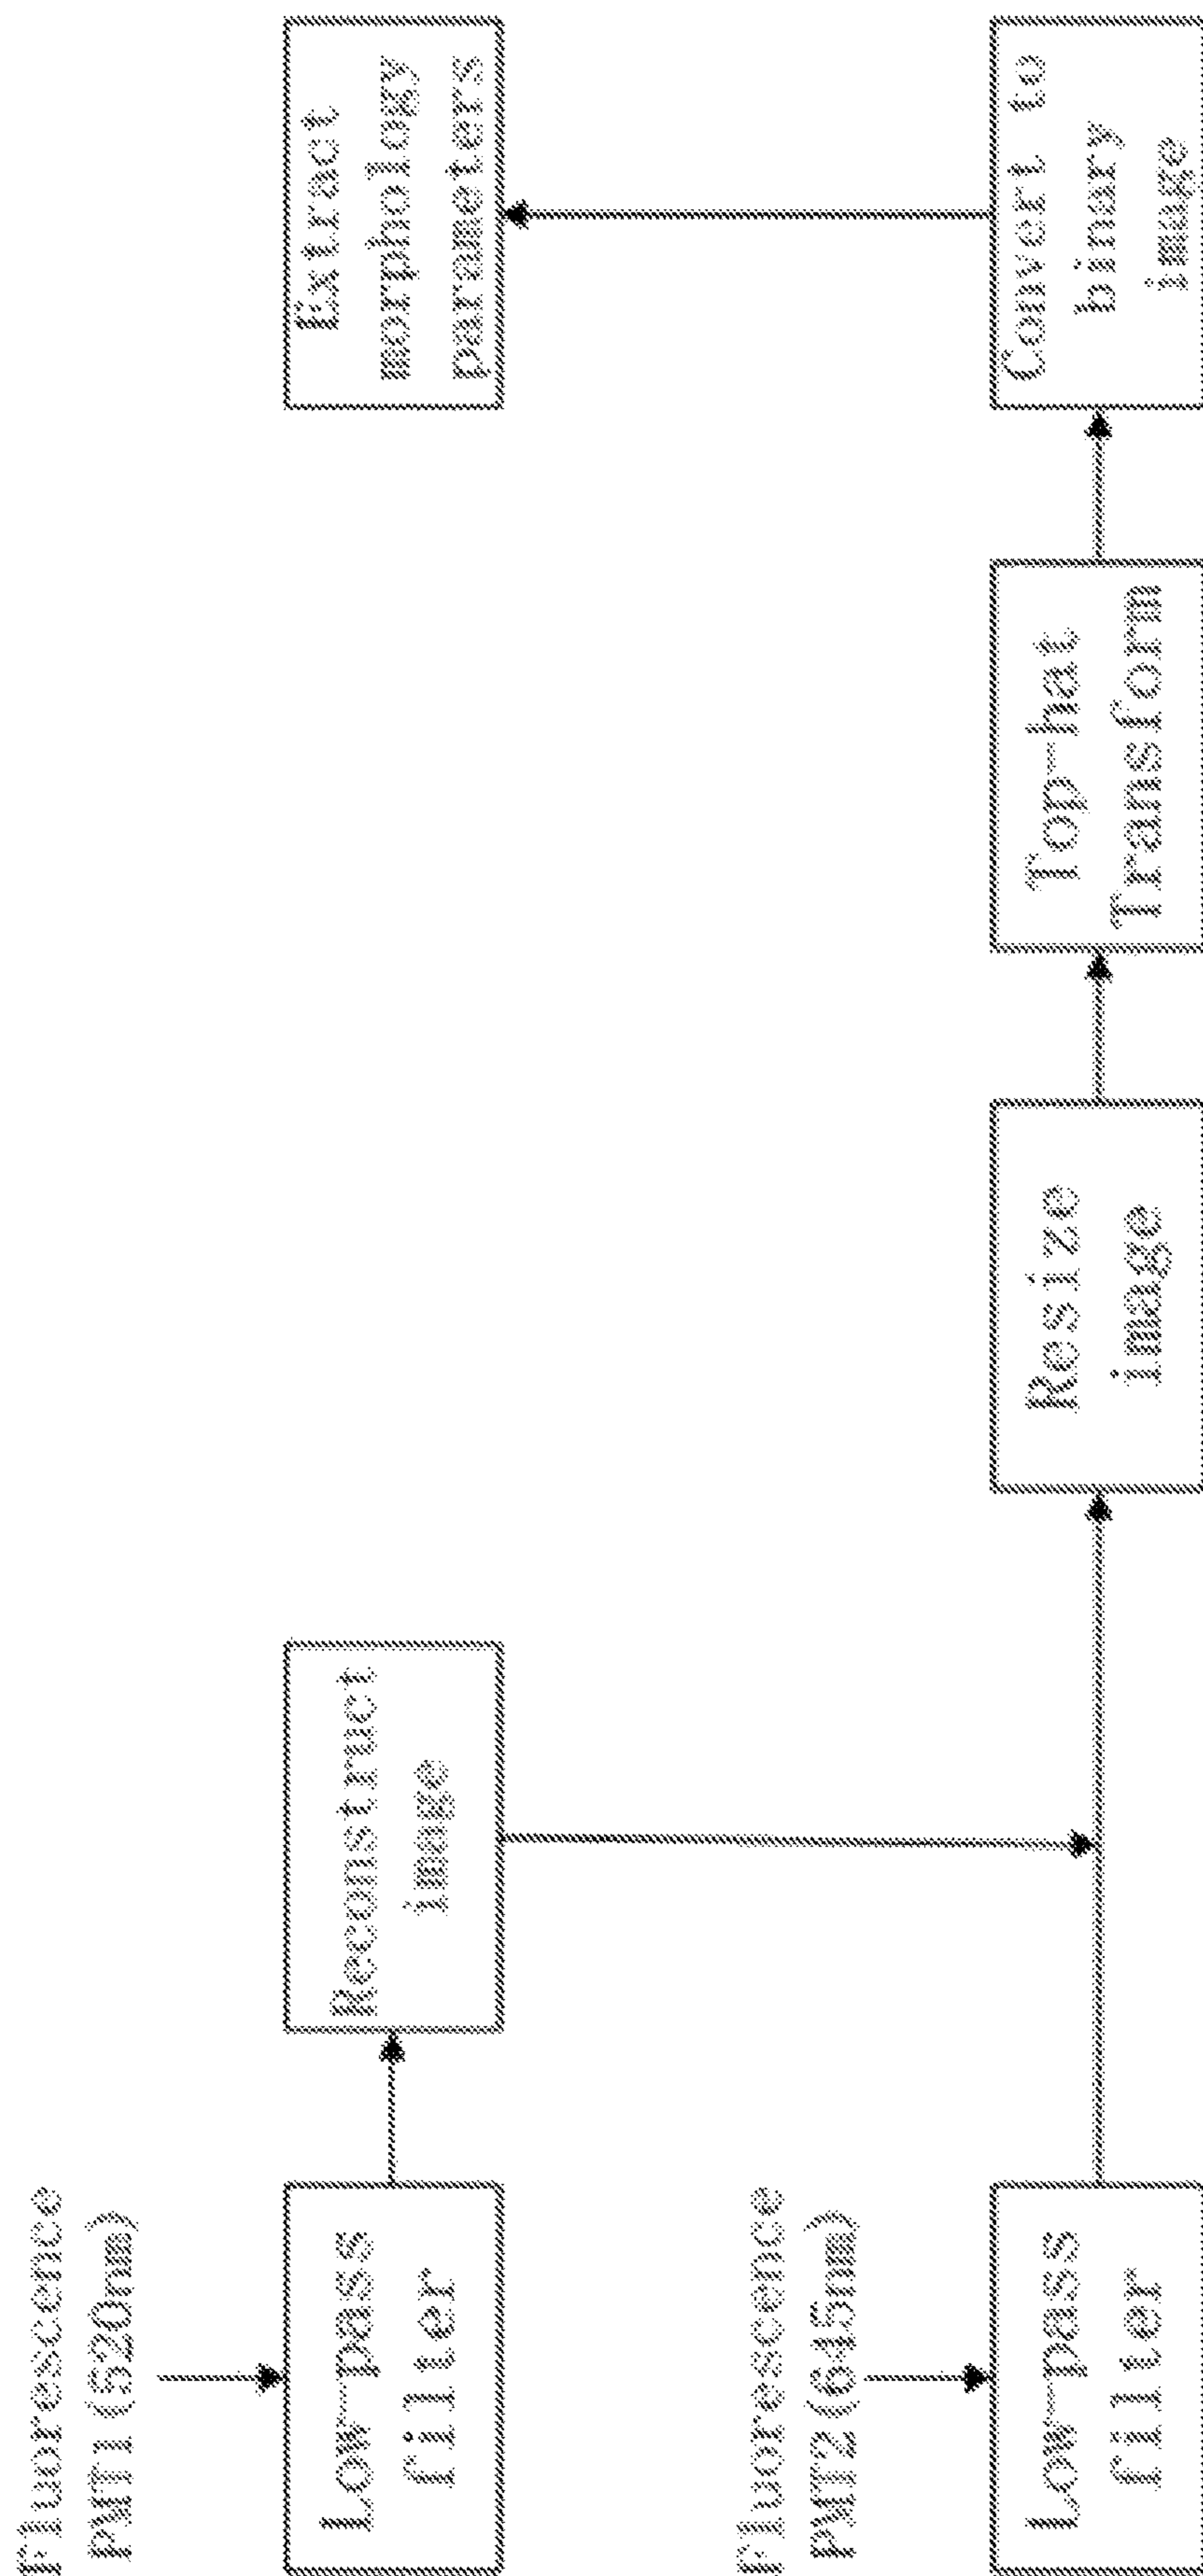 Fluorescence
PMT1(520nm)
Low-pass
filter
Reconstruct
image
Extract
morphology
parameters
Fluorescence
PMT2(645nm)
Low-pass
filter
Resize
image
Top-hat
Transform
Convert to
binary
image